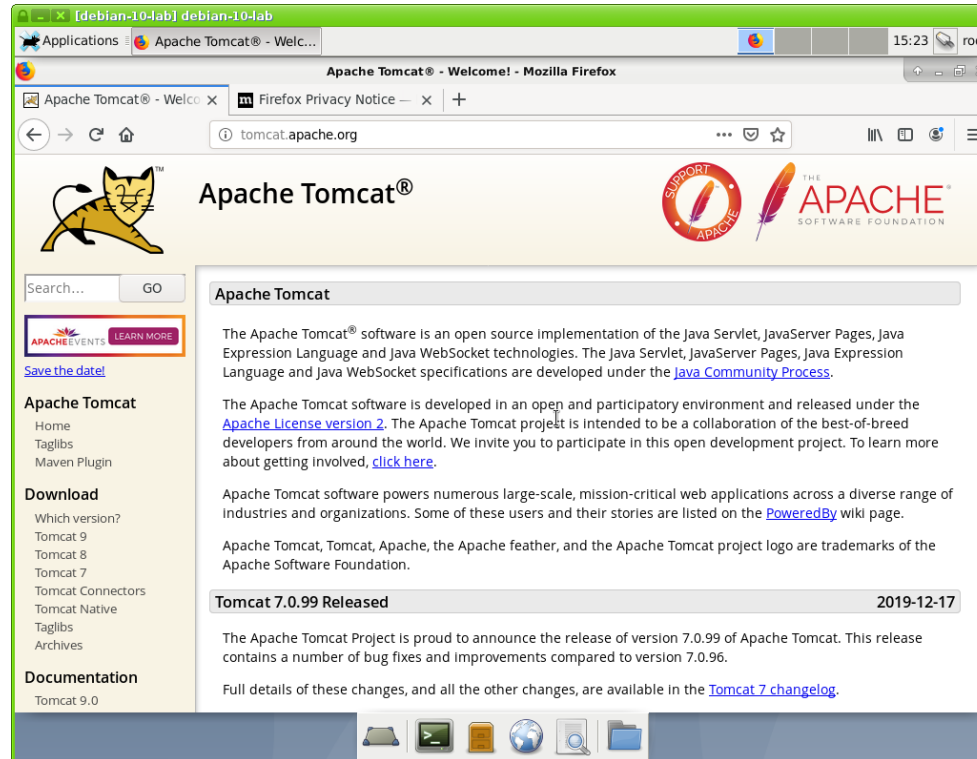 [debian-10-lab] debian-10-lab
Applications
Apache Tomcat® - Welc...
15:23
Apache Tomcat® - Welcome! - Mozilla Firefox
Apache Tomcat® - Welco
Firefox Privacy Notice —
tomcat.apache.org
TM
Apache Tomcat®
SUPPORT APACHE
THE
APACHE®
SOFTWARE FOUNDATION
Search...
GO
APACHE EVENTS LEARN MORE
Save the date!
Apache Tomcat
Home
Taglibs
Maven Plugin
Download
Which version?
Tomcat 9
Tomcat 8
Tomcat 7
Tomcat Connectors
Tomcat Native
Taglibs
Archives
Documentation
Tomcat 9.0
Apache Tomcat
The Apache Tomcat® software is an open source implementation of the Java Servlet, JavaServer Pages, Java
Expression Language and Java WebSocket technologies. The Java Servlet, JavaServer Pages, Java Expression
Language and Java WebSocket specifications are developed under the Java Community Process.
The Apache Tomcat software is developed in an open and participatory environment and released under the
Apache License version 2. The Apache Tomcat project is intended to be a collaboration of the best-of-breed
developers from around the world. We invite you to participate in this open development project. To learn more
about getting involved, click here.
Apache Tomcat software powers numerous large-scale, mission-critical web applications across a diverse range of
industries and organizations. Some of these users and their stories are listed on the PoweredBy wiki page.
Apache Tomcat, Tomcat, Apache, the Apache feather, and the Apache Tomcat project logo are trademarks of the
Apache Software Foundation.
Tomcat 7.0.99 Released
2019-12-17
The Apache Tomcat Project is proud to announce the release of version 7.0.99 of Apache Tomcat. This release
contains a number of bug fixes and improvements compared to version 7.0.96.
Full details of these changes, and all the other changes, are available in the Tomcat 7 changelog.